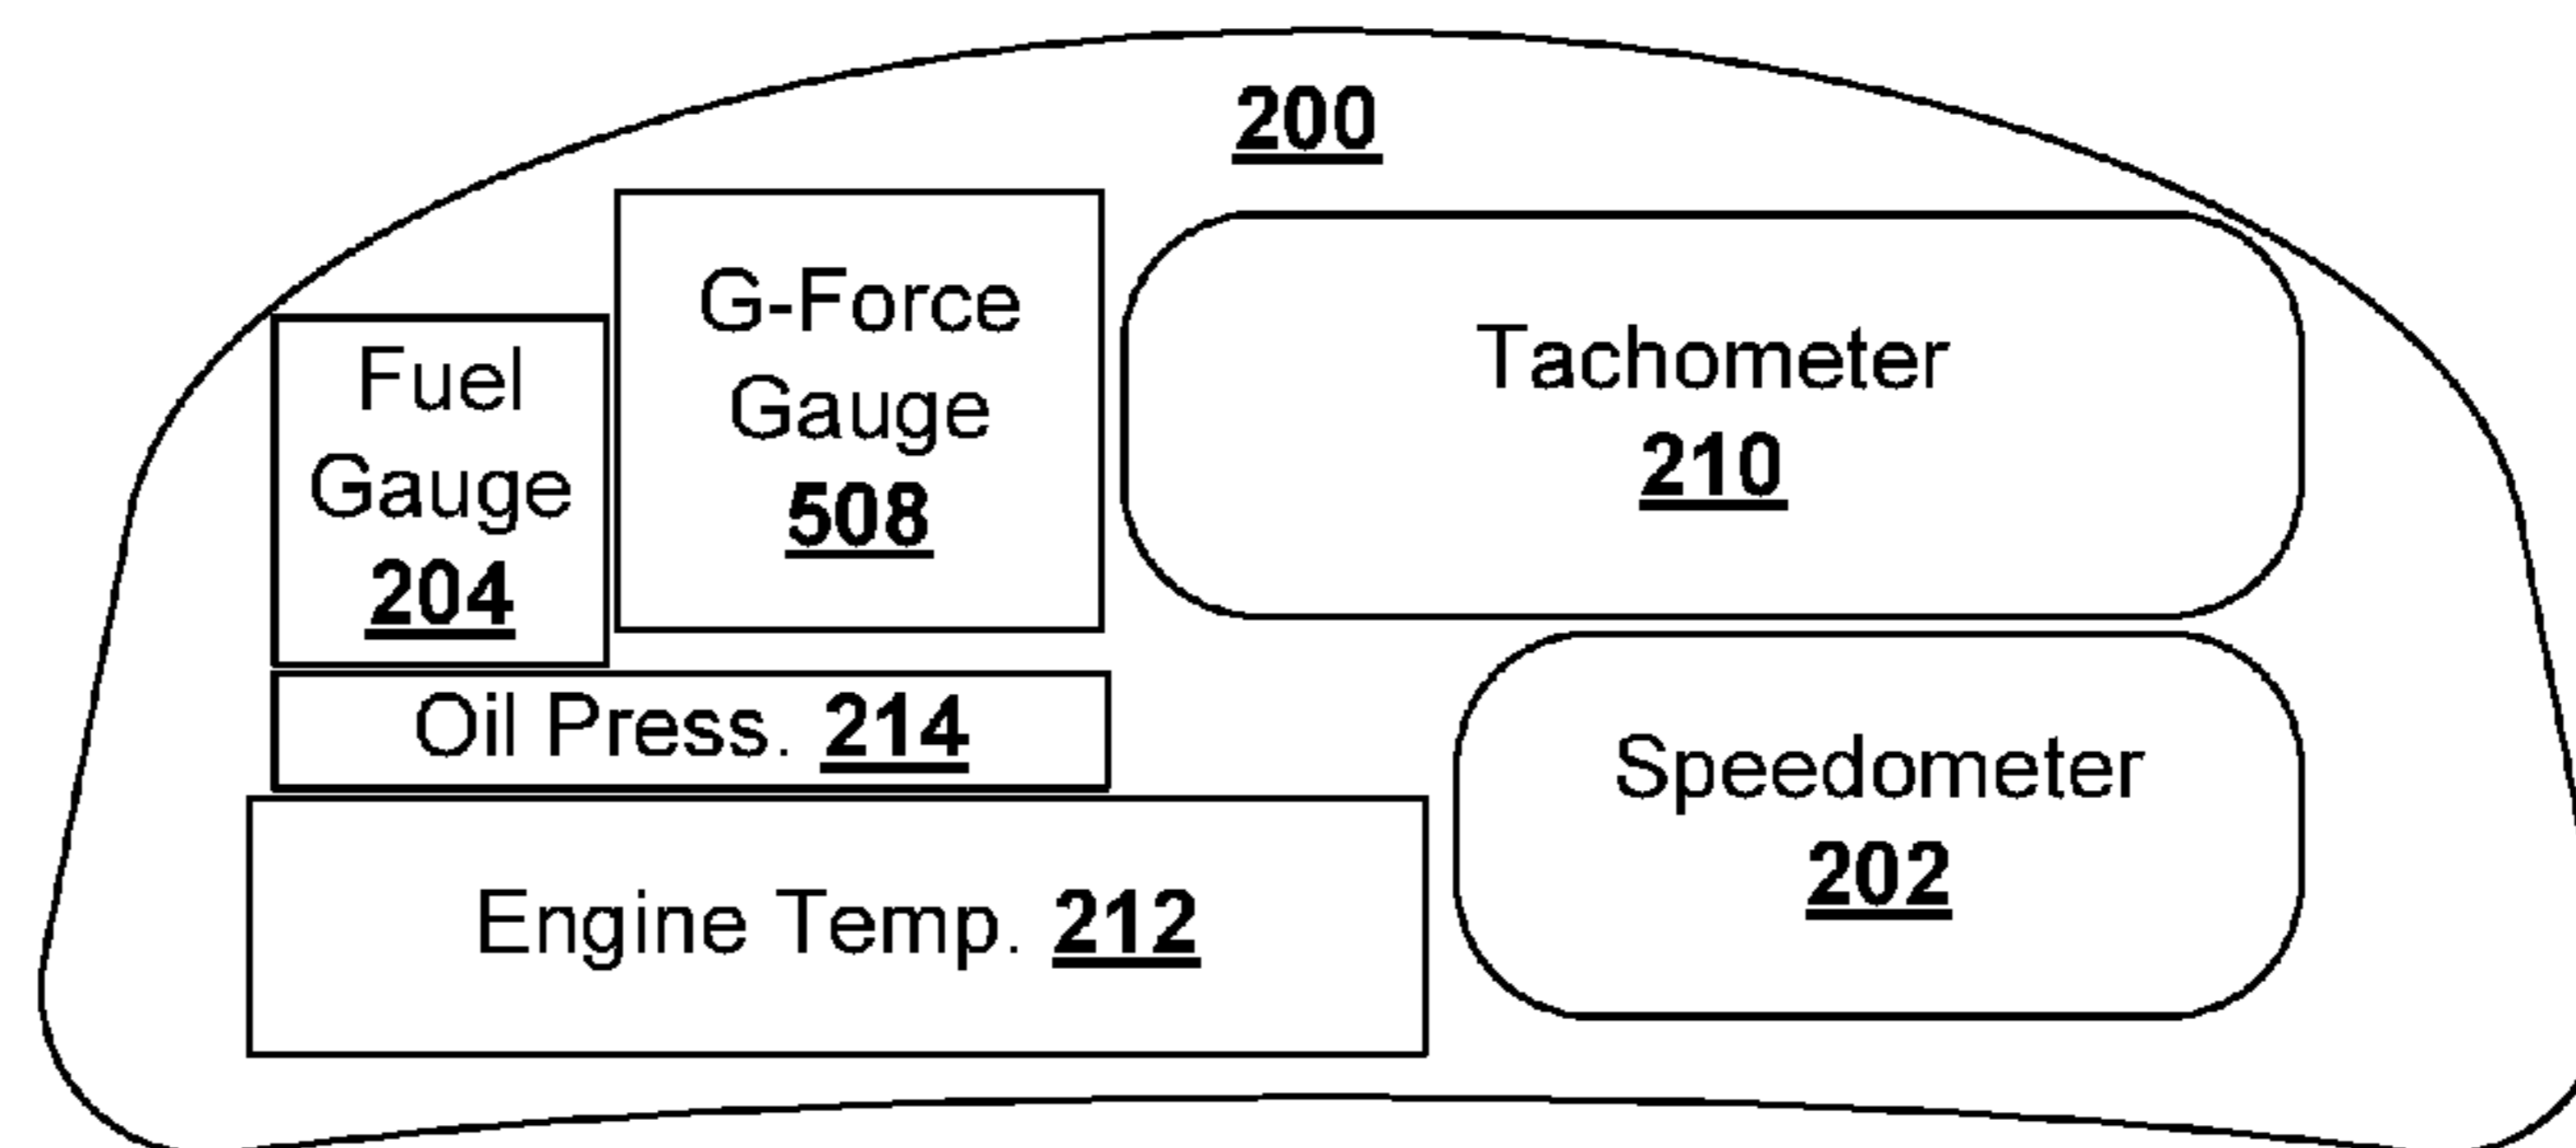 200
Fuel
Gauge
204
G-Force
Gauge
508
Tachometer
210
Oil Press. 214
Engine Temp. 212
Speedometer
202